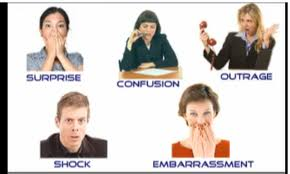 SURPRISE
CONFUSION
OUTRAGE
SHOCK
EMBARRASSMENT